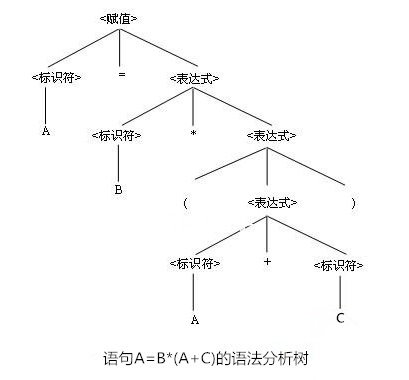 <赋值>
<标识符> = <表达式>
A <标识符> * <表达式>
B ( <表达式> )
<标识符> + <标识符>
A C
语句A=B*(A+C)的语法分析树